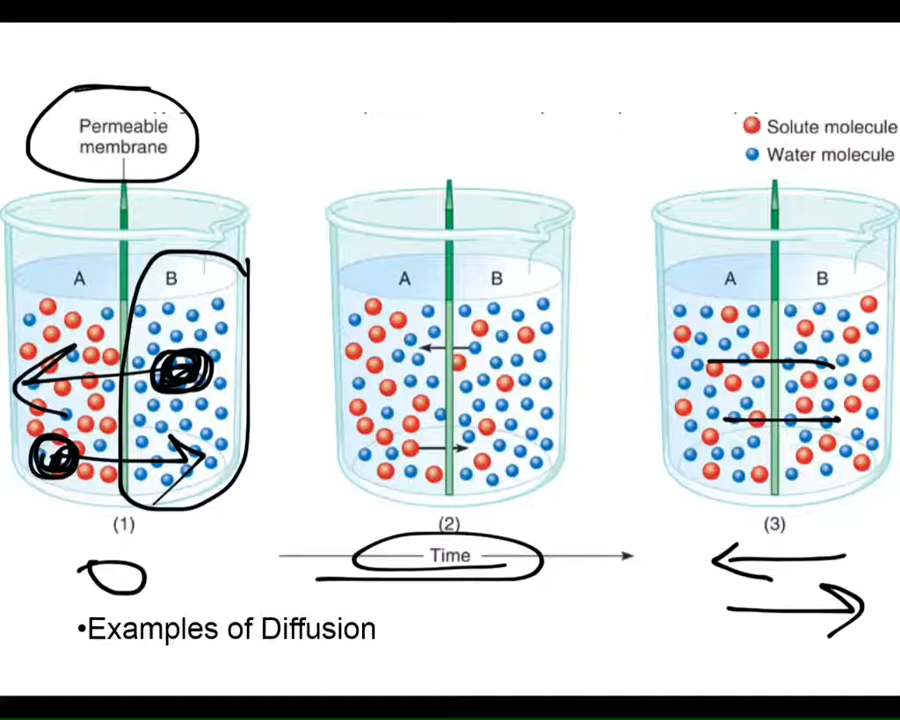 Permeable
membrane
Solute molecule
Water molecule
A
B
A
B
A
B
(1)
(2)
(3)
Time
•Examples of Diffusion